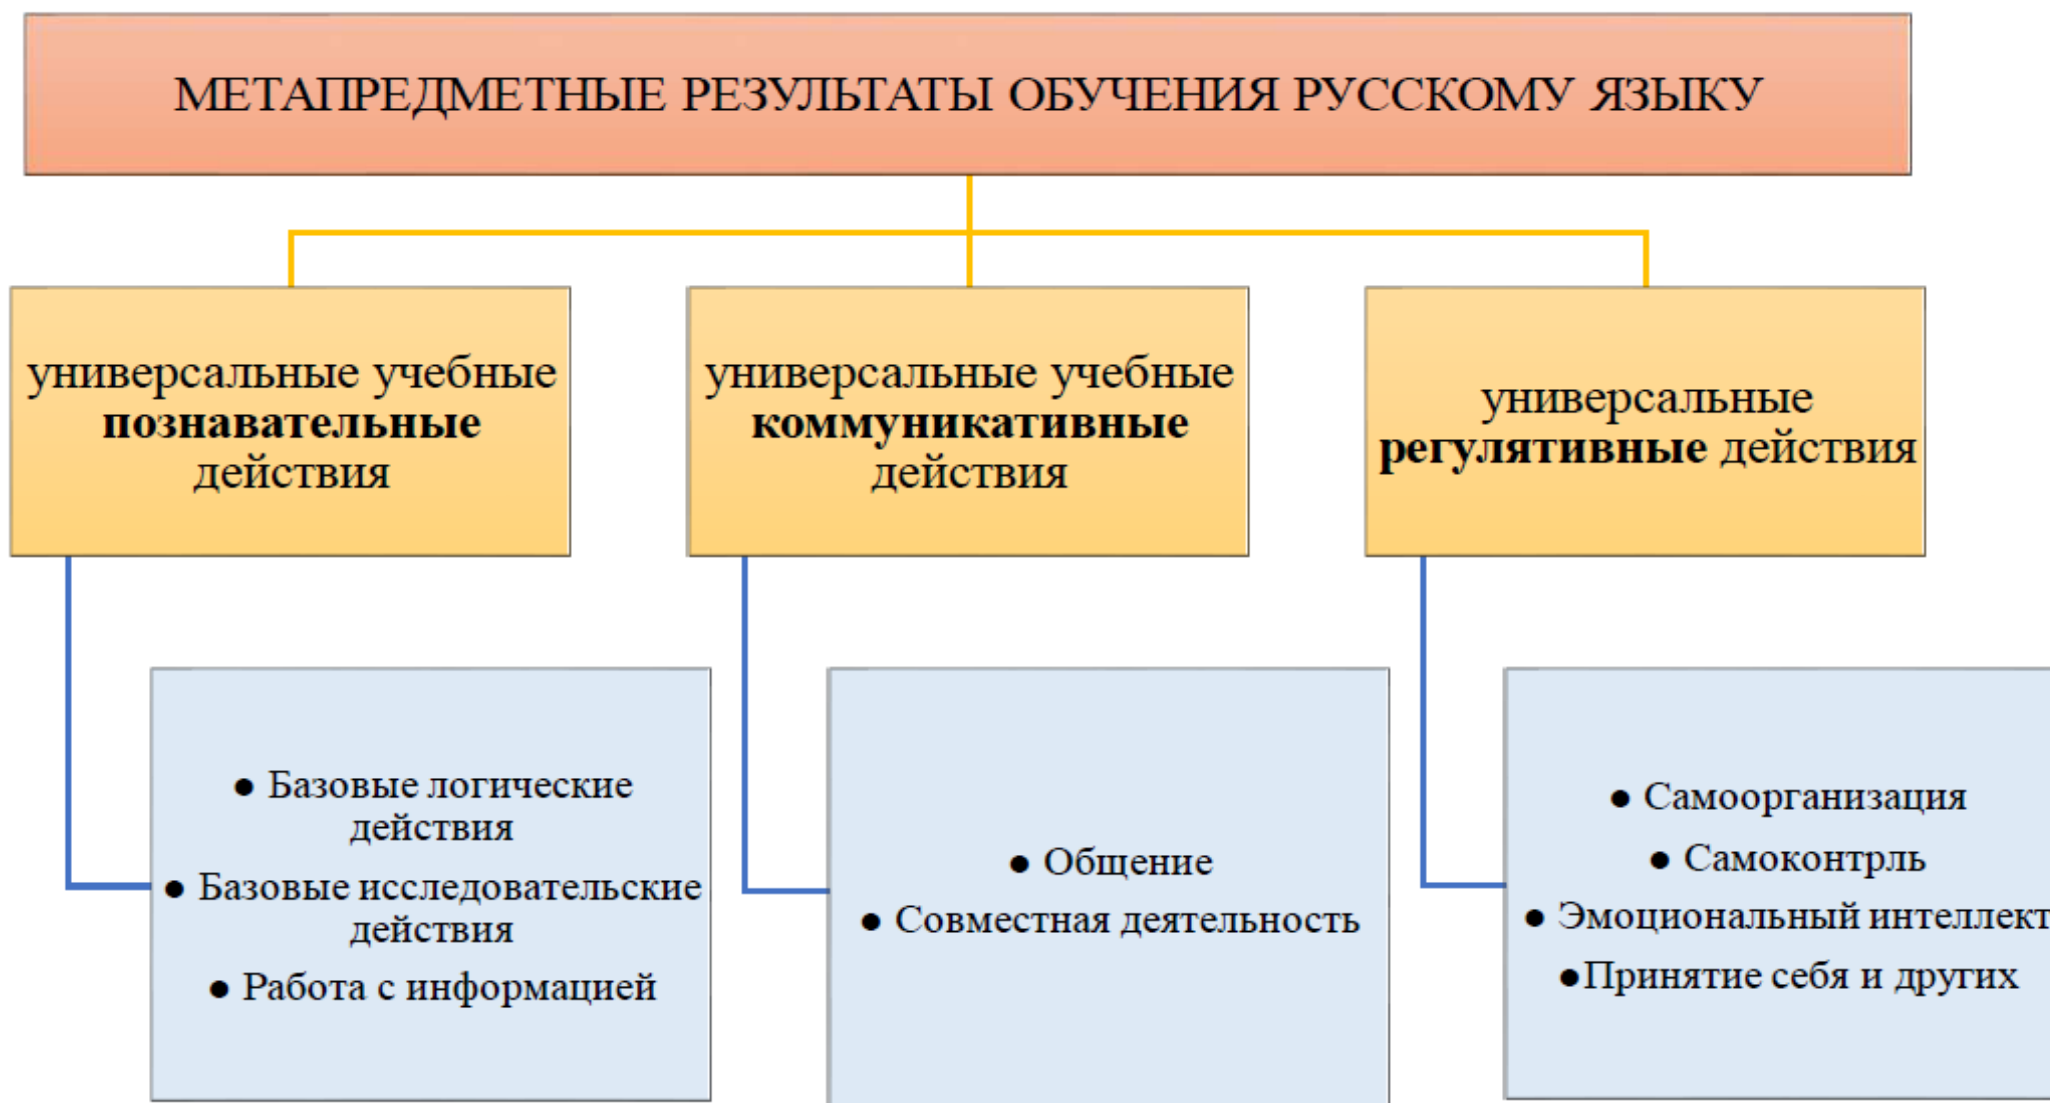 МЕТАПРЕДМЕТНЫЕ РЕЗУЛЬТАТЫ ОБУЧЕНИЯ РУССКОМУ ЯЗЫКУ
универсальные учебные
познавательные
действия
универсальные учебные
коммуникативные
действия
универсальные
регулятивные действия
● Базовые логические
действия
● Базовые исследовательские
действия
● Работа с информацией
● Общение
● Совместная деятельность
● Самоорганизация
● Самоконтрль
● Эмоциональный интеллект
●Принятие себя и других